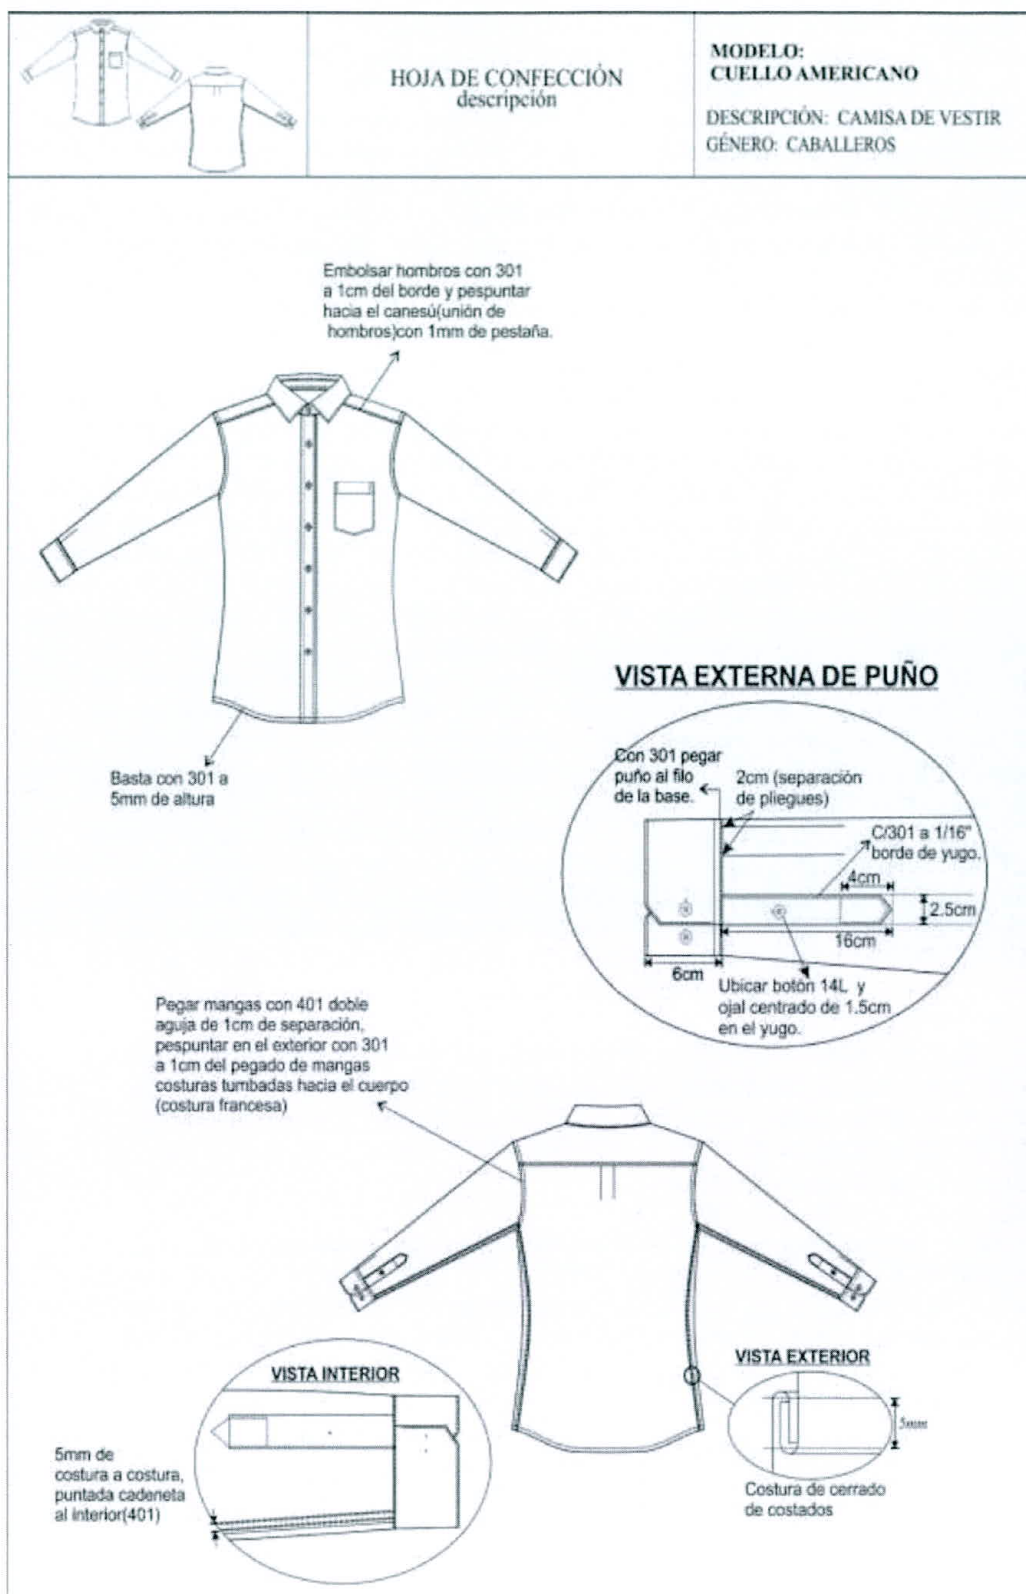 HOJA DE CONFECCIÓN
descripción
MODELO:
CUELLO AMERICANO
DESCRIPCIÓN: CAMISA DE VESTIR
GÉNERO: CABALLEROS
Embolsar hombros con 301
a 1cm del borde y pespuntar
hacia el canesú(unión de
hombros)con 1mm de pestaña.
Basta con 301 a
5mm de altura
VISTA EXTERNA DE PUÑO
Con 301 pegar
puño al filo
de la base.
2cm (separación
de pliegues)
C/301 a 1/16"
borde de yugo.
4cm
2.5cm
16cm
6cm
Ubicar botón 14L y
ojal centrado de 1.5cm
en el yugo.
Pegar mangas con 401 doble
aguja de 1cm de separación,
pespuntar en el exterior con 301
a 1cm del pegado de mangas
costuras tumbadas hacia el cuerpo
(costura francesa)
VISTA INTERIOR
5mm de
costura a costura,
puntada cadeneta
al interior(401)
VISTA EXTERIOR
5mm
Costura de cerrado
de costados